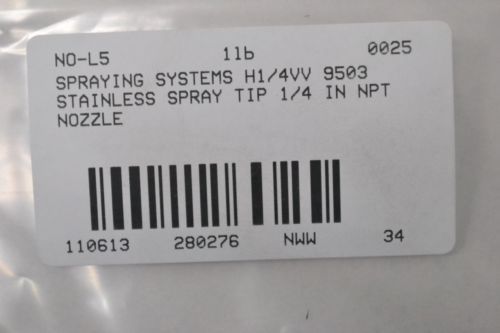 NO-L5 1lb 0025
SPRAYING SYSTEMS H1/4VV 9503
STAINLESS SPRAY TIP 1/4 IN NPT
NOZZLE
110613 280276 NWW 34